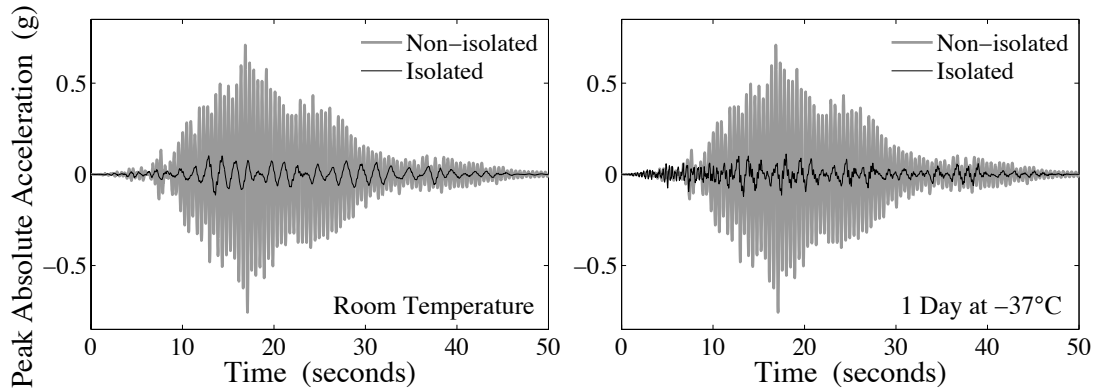 Peak Absolute Acceleration (g)
0.5
0
−0.5
Non−isolated
Isolated
Room Temperature
0 10 20 30 40 50
Time (seconds)
0.5
0
−0.5
Non−isolated
Isolated
1 Day at −37°C
0 10 20 30 40 50
Time (seconds)